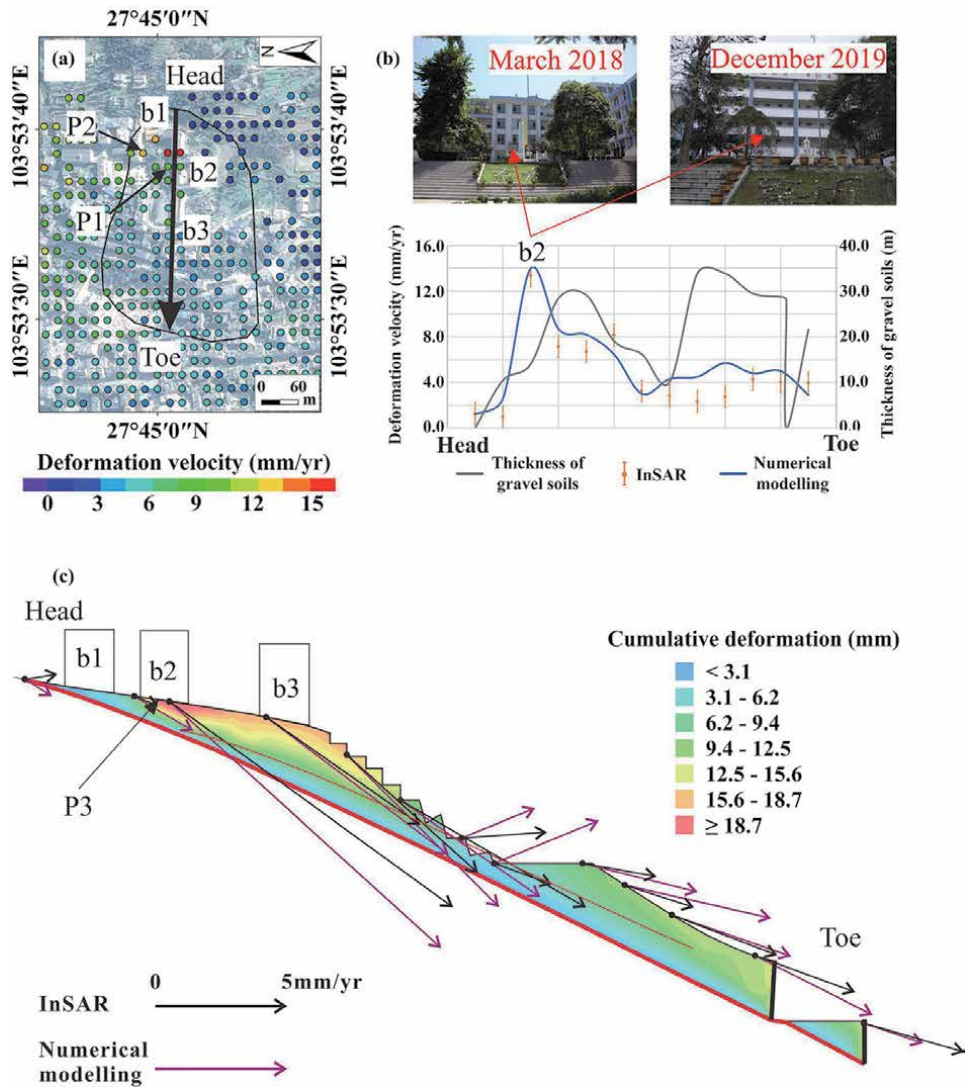 27°45′0″N
(a)
N
Head
P2
b1
b2
P1
b3
Toe
0 60
m
103°53′40″E
103°53′30″E
103°53′40″E
103°53′30″E
27°45′0″N
Deformation velocity (mm/yr)
0 3 6 9 12 15
(b)
March 2018
December 2019
b2
16.0
12.0
8.0
4.0
0.0
Deformation velocity (mm/yr)
40.0
30.0
20.0
10.0
0.0
Thickness of gravel soils (m)
Head
Toe
Thickness of
gravel soils
InSAR
Numerical
modelling
(c)
Head
b1
b2
b3
P3
Toe
Cumulative deformation (mm)
< 3.1
3.1 - 6.2
6.2 - 9.4
9.4 - 12.5
12.5 - 15.6
15.6 - 18.7
≥ 18.7
0 5mm/yr
InSAR
Numerical
modelling